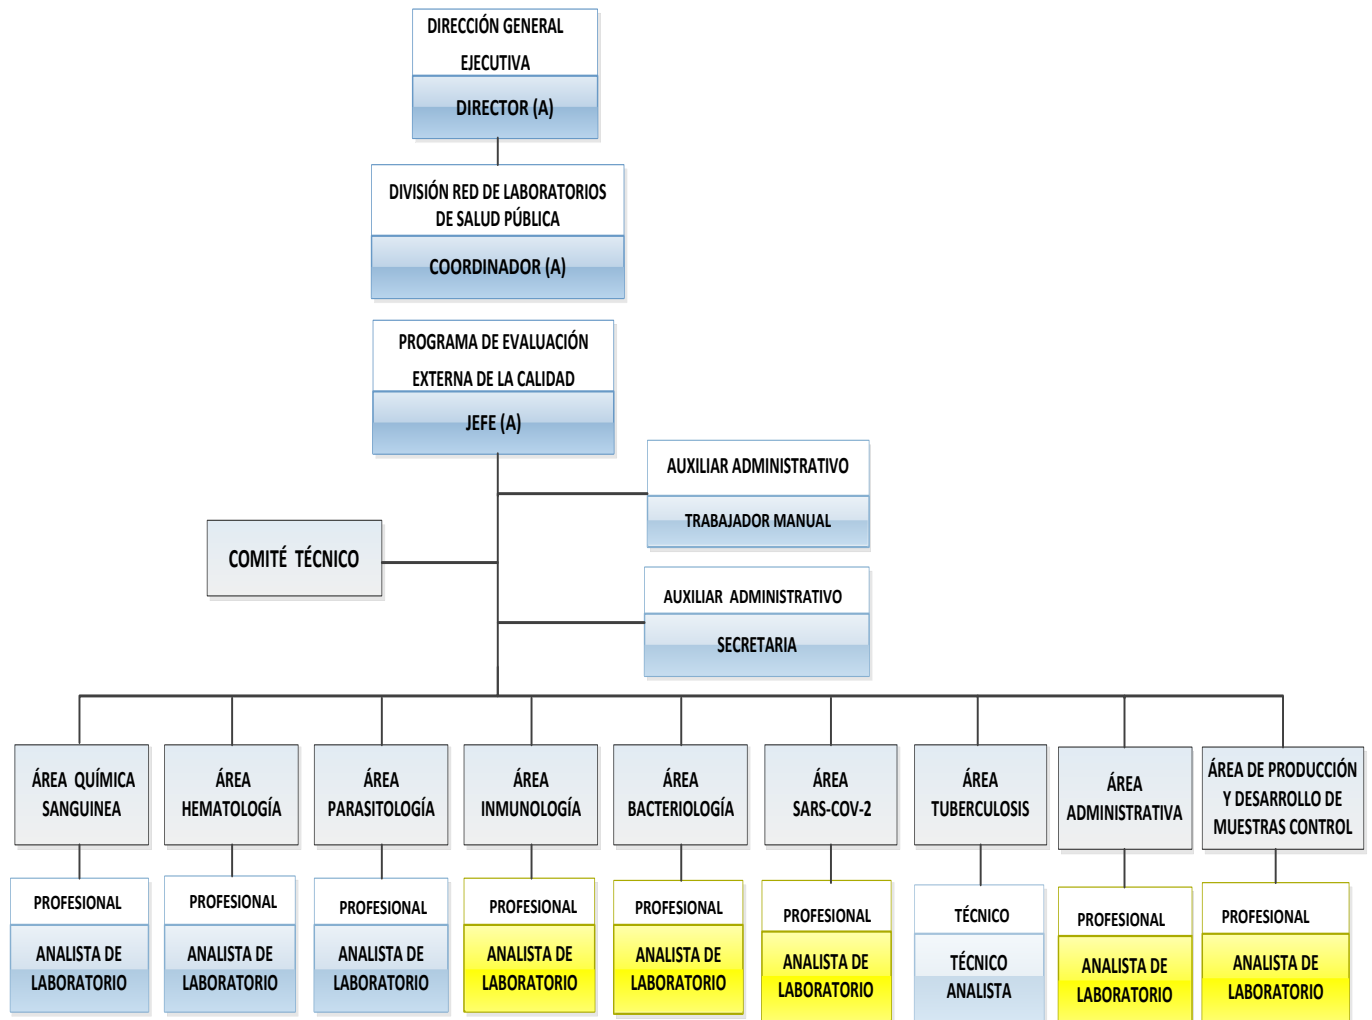 DIRECCIÓN GENERAL
EJECUTIVA
DIRECTOR (A)
DIVISIÓN RED DE LABORATORIOS
DE SALUD PÚBLICA
COORDINADOR (A)
PROGRAMA DE EVALUACIÓN
EXTERNA DE LA CALIDAD
JEFE (A)
AUXILIAR ADMINISTRATIVO
TRABAJADOR MANUAL
COMITÉ TÉCNICO
AUXILIAR ADMINISTRATIVO
SECRETARIA
ÁREA QUÍMICA
SANGUINEA
ÁREA
HEMATOLOGÍA
ÁREA
PARASITOLOGÍA
ÁREA
INMUNOLOGÍA
ÁREA
BACTERIOLOGÍA
ÁREA
SARS-COV-2
ÁREA
TUBERCULOSIS
ÁREA
ADMINISTRATIVA
ÁREA DE PRODUCCIÓN
Y DESARROLLO DE
MUESTRAS CONTROL
PROFESIONAL
ANALISTA DE
LABORATORIO
PROFESIONAL
ANALISTA DE
LABORATORIO
PROFESIONAL
ANALISTA DE
LABORATORIO
PROFESIONAL
ANALISTA DE
LABORATORIO
PROFESIONAL
ANALISTA DE
LABORATORIO
PROFESIONAL
ANALISTA DE
LABORATORIO
TÉCNICO
TÉCNICO
ANALISTA
PROFESIONAL
ANALISTA DE
LABORATORIO
PROFESIONAL
ANALISTA DE
LABORATORIO